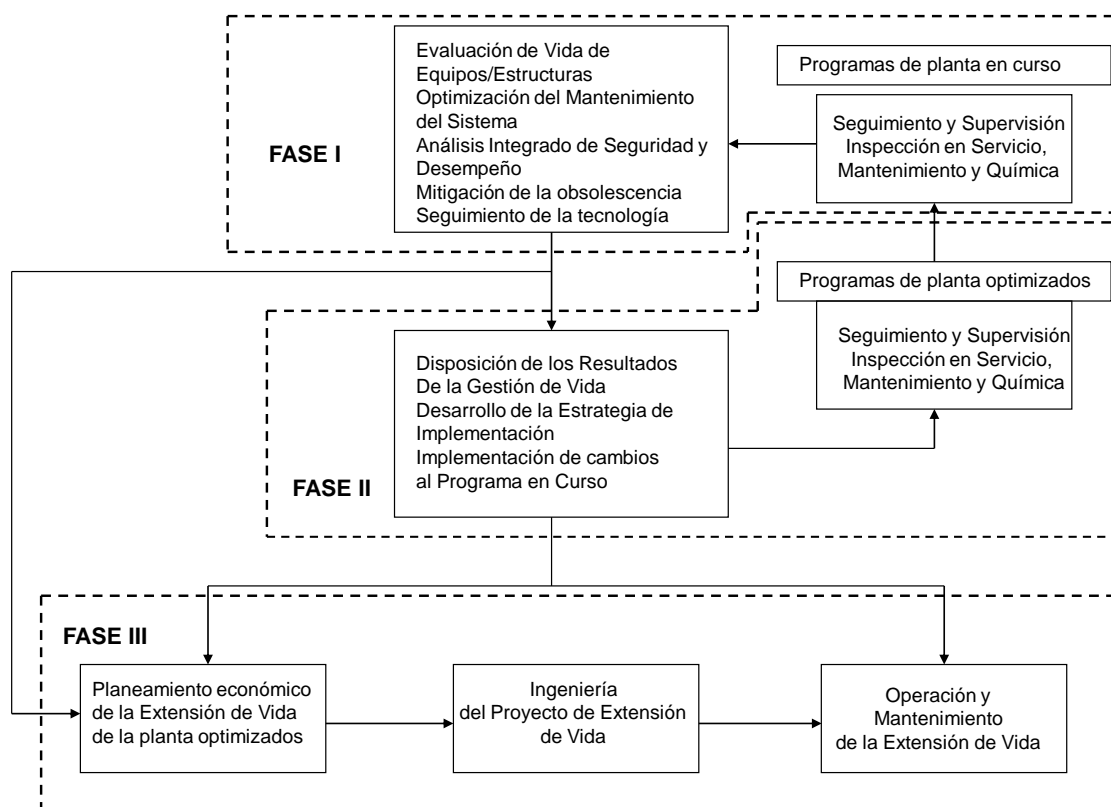 Evaluación de Vida de
Equipos/Estructuras
Optimización del Mantenimiento
del Sistema
Análisis Integrado de Seguridad y
Desempeño
Mitigación de la obsolescencia
Seguimiento de la tecnología
FASE I
Programas de planta en curso
Seguimiento y Supervisión
Inspección en Servicio,
Mantenimiento y Química
Programas de planta optimizados
Seguimiento y Supervisión
Inspección en Servicio,
Mantenimiento y Química
Disposición de los Resultados
De la Gestión de Vida
Desarrollo de la Estrategia de
Implementación
Implementación de cambios
al Programa en Curso
FASE II
FASE III
Planeamiento económico
de la Extensión de Vida
de la planta optimizados
Ingeniería
del Proyecto de Extensión
de Vida
Operación y
Mantenimiento
de la Extensión de Vida